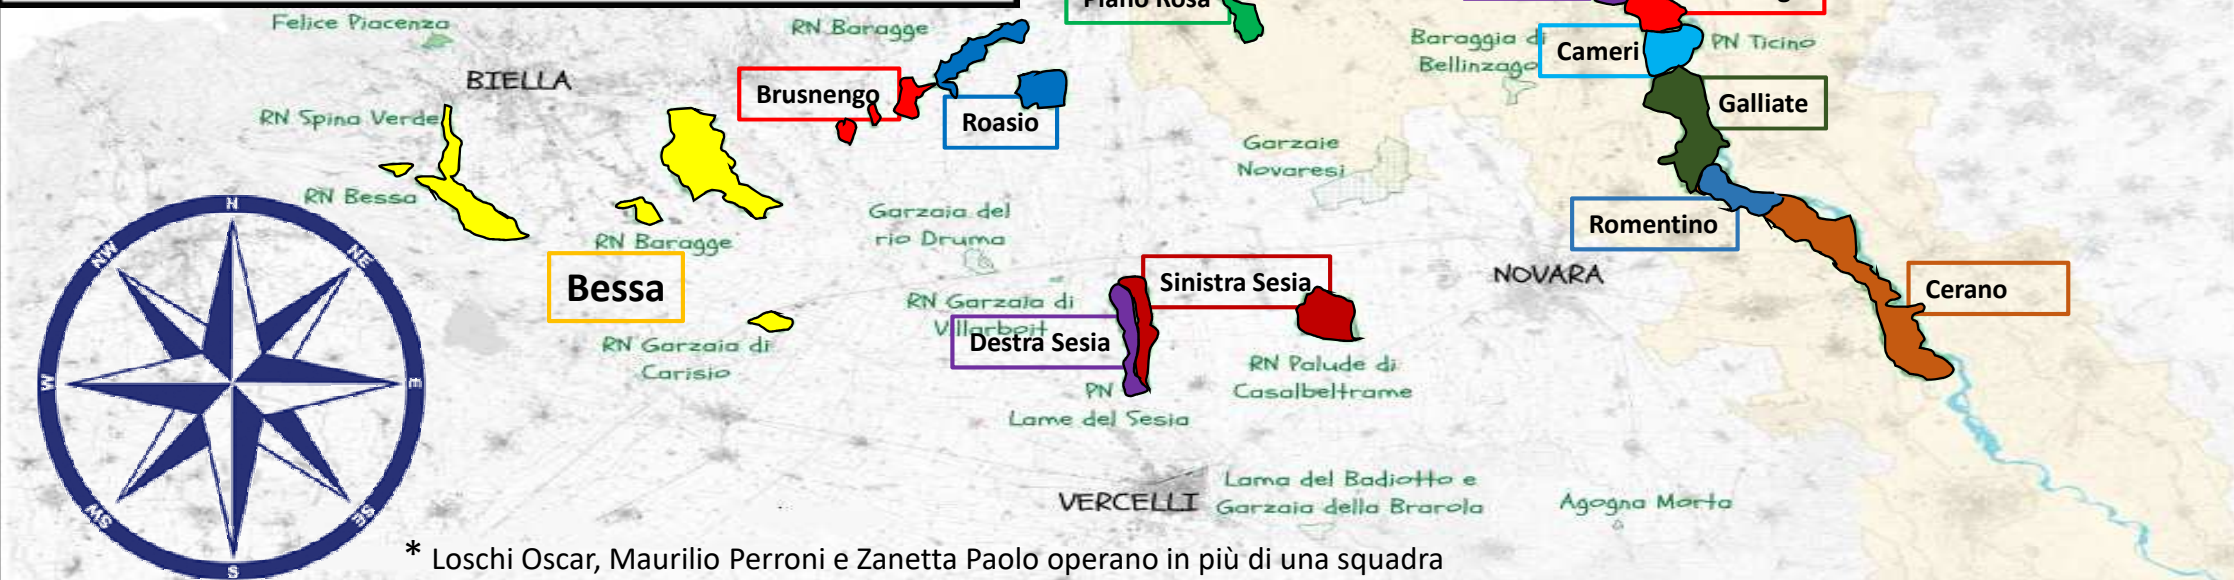 Piano Rosa
Felice Piacenza
RN Baragge
BIELLA
Baraggia di
Bellinzago
Cameri
PN Ticino
Brusnengo
Roasio
Galliate
RN Spina Verde
RN Bessa
Garzaie
Novaresi
Garzaia del
rio Druma
RN Baragge
Romentino
Bessa
Sinistra Sesia
NOVARA
Cerano
RN Garzaia di
Villarboit
Destra Sesia
RN Garzaia di
Carisio
RN Palude di
Casalbeltrame
PN
Lame del Sesia
VERCELLI
Lama del Badiotto e
Garzaia della Brarola
Agogna Morta
N
NE
E
SE
S
SW
W
NW
* Loschi Oscar, Maurilio Perroni e Zanetta Paolo operano in più di una squadra